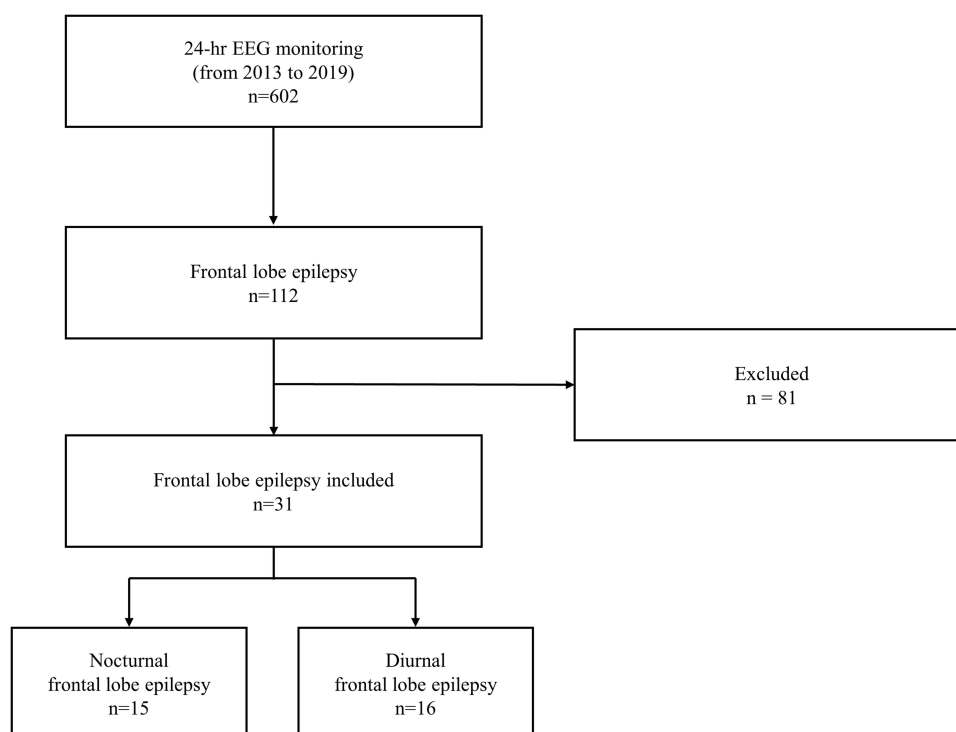 24-hr EEG monitoring
(from 2013 to 2019)
n=602
Frontal lobe epilepsy
n=112
Excluded
n = 81
Frontal lobe epilepsy included
n=31
Nocturnal
frontal lobe epilepsy
n=15
Diurnal
frontal lobe epilepsy
n=16